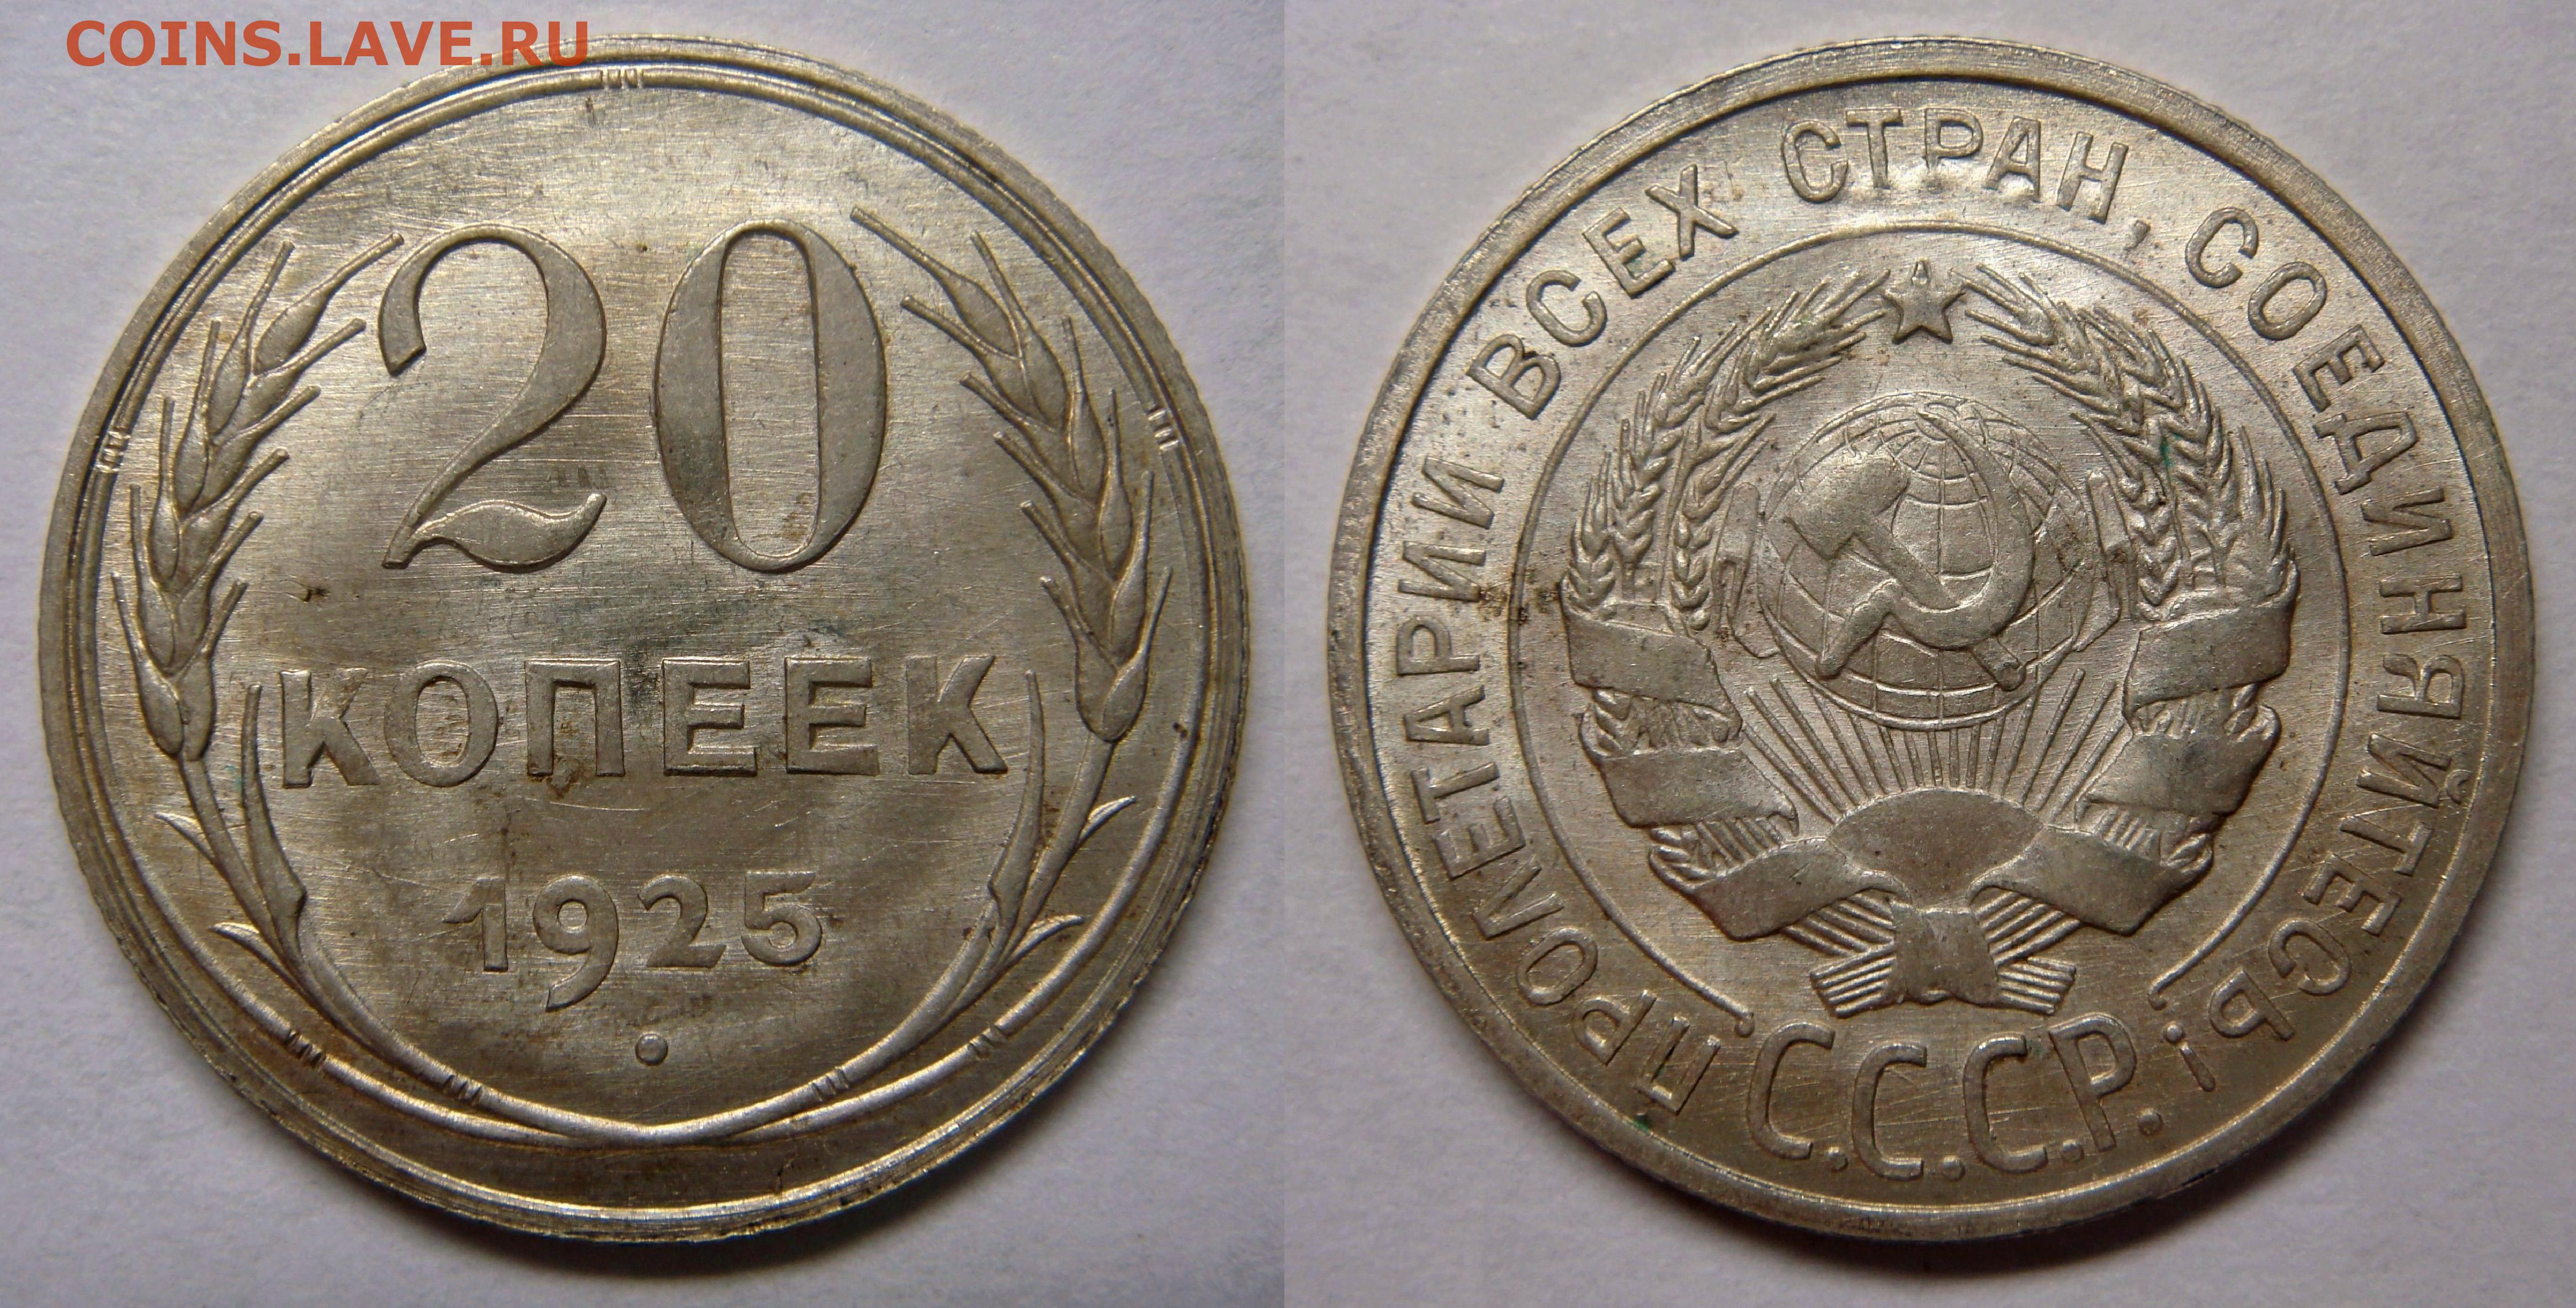 COINS.LAVE.RU
20
КОПЕЕК
1925
ПРОЛЕТАРИИ ВСЕХ СТРАН, СОЕДИНЯЙТЕСЬ!
С.С.С.Р.